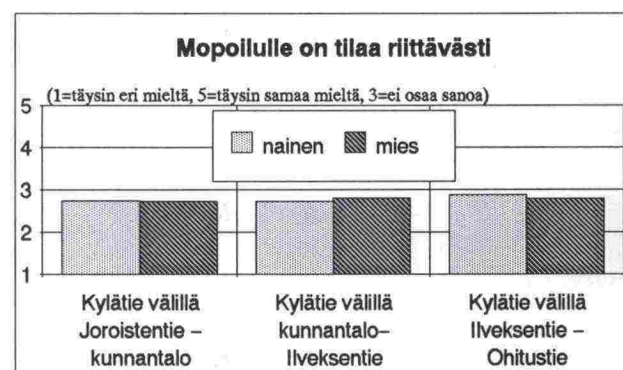 Mopoilulle on tilaa riittävästi
(1=täysin eri mieltä, 5=täysin samaa mieltä, 3=ei osaa sanoa)
5
4
3
2
1
nainen mies
Kylätie välillä
Joroistentie –
kunnantalo
Kylätie välillä
kunnantalo–
Ilveksentie
Kylätie välillä
Ilveksentie –
Ohitustie